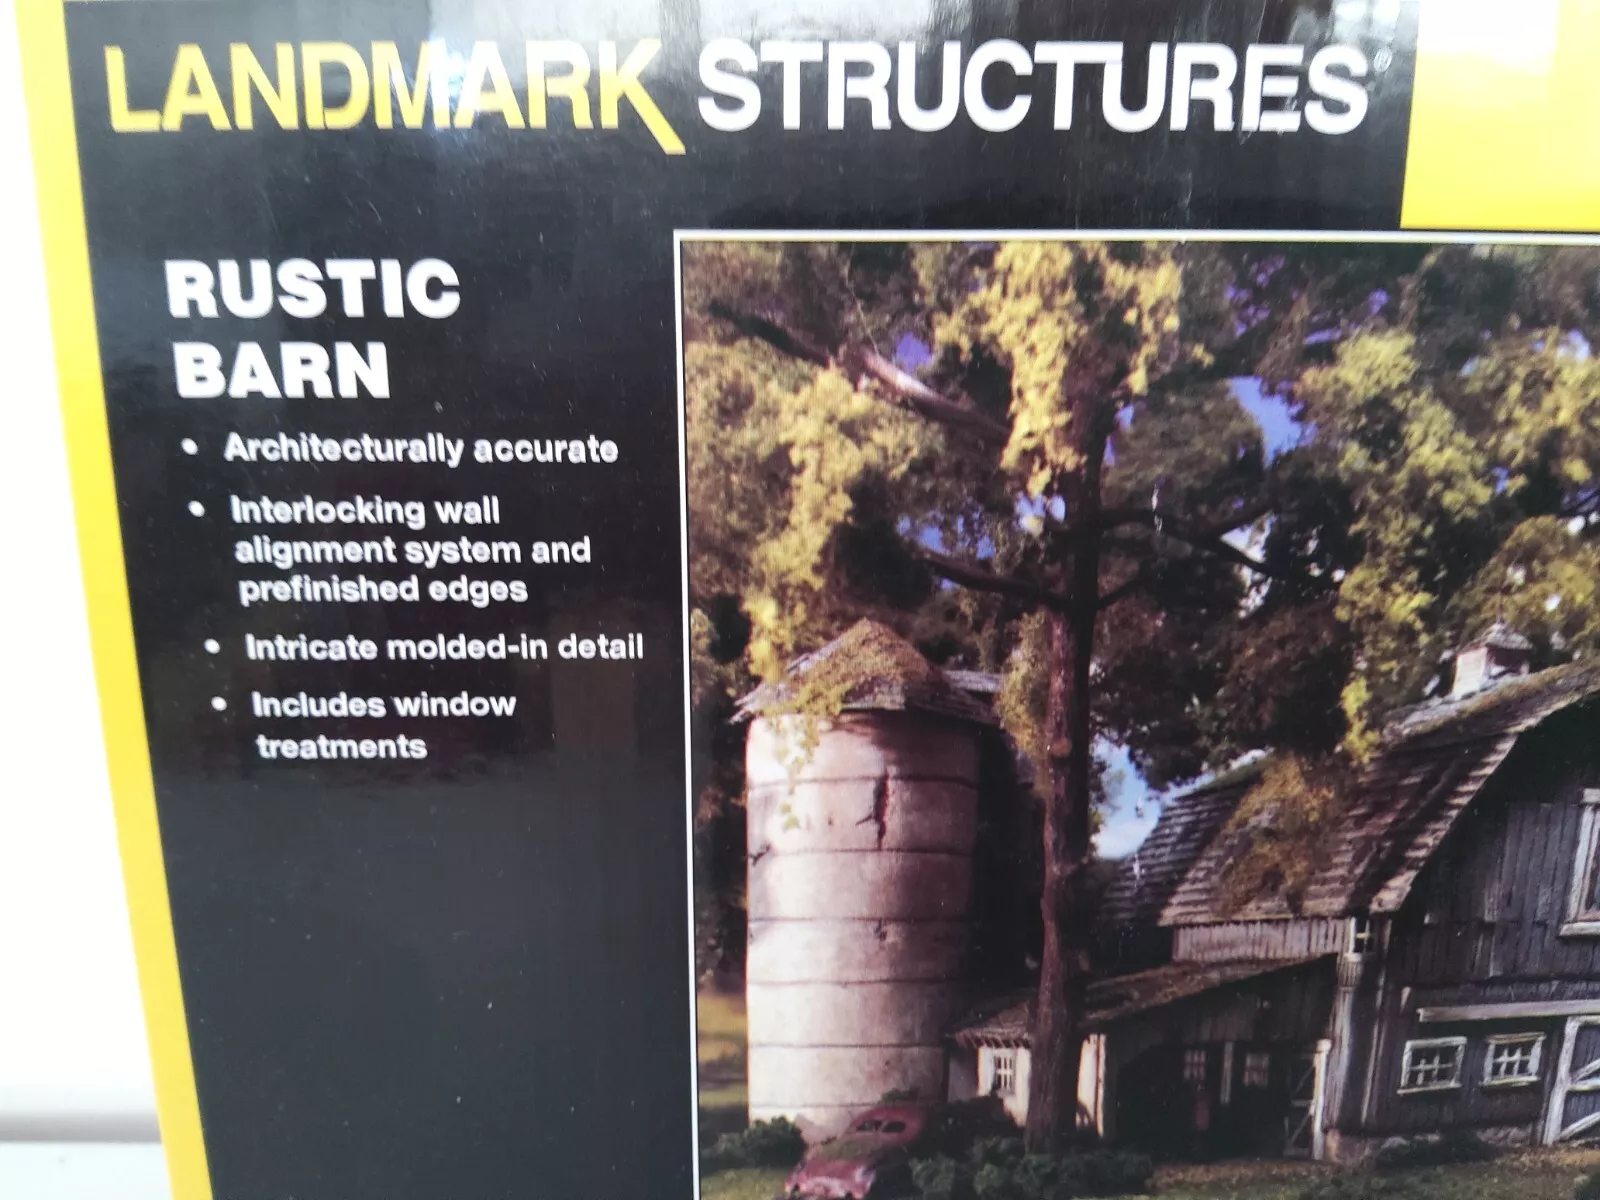 LANDMARK STRUCTURES®
RUSTIC
BARN
• Architecturally accurate
• Interlocking wall
alignment system and
prefinished edges
• Intricate molded-in detail
• Includes window
treatments